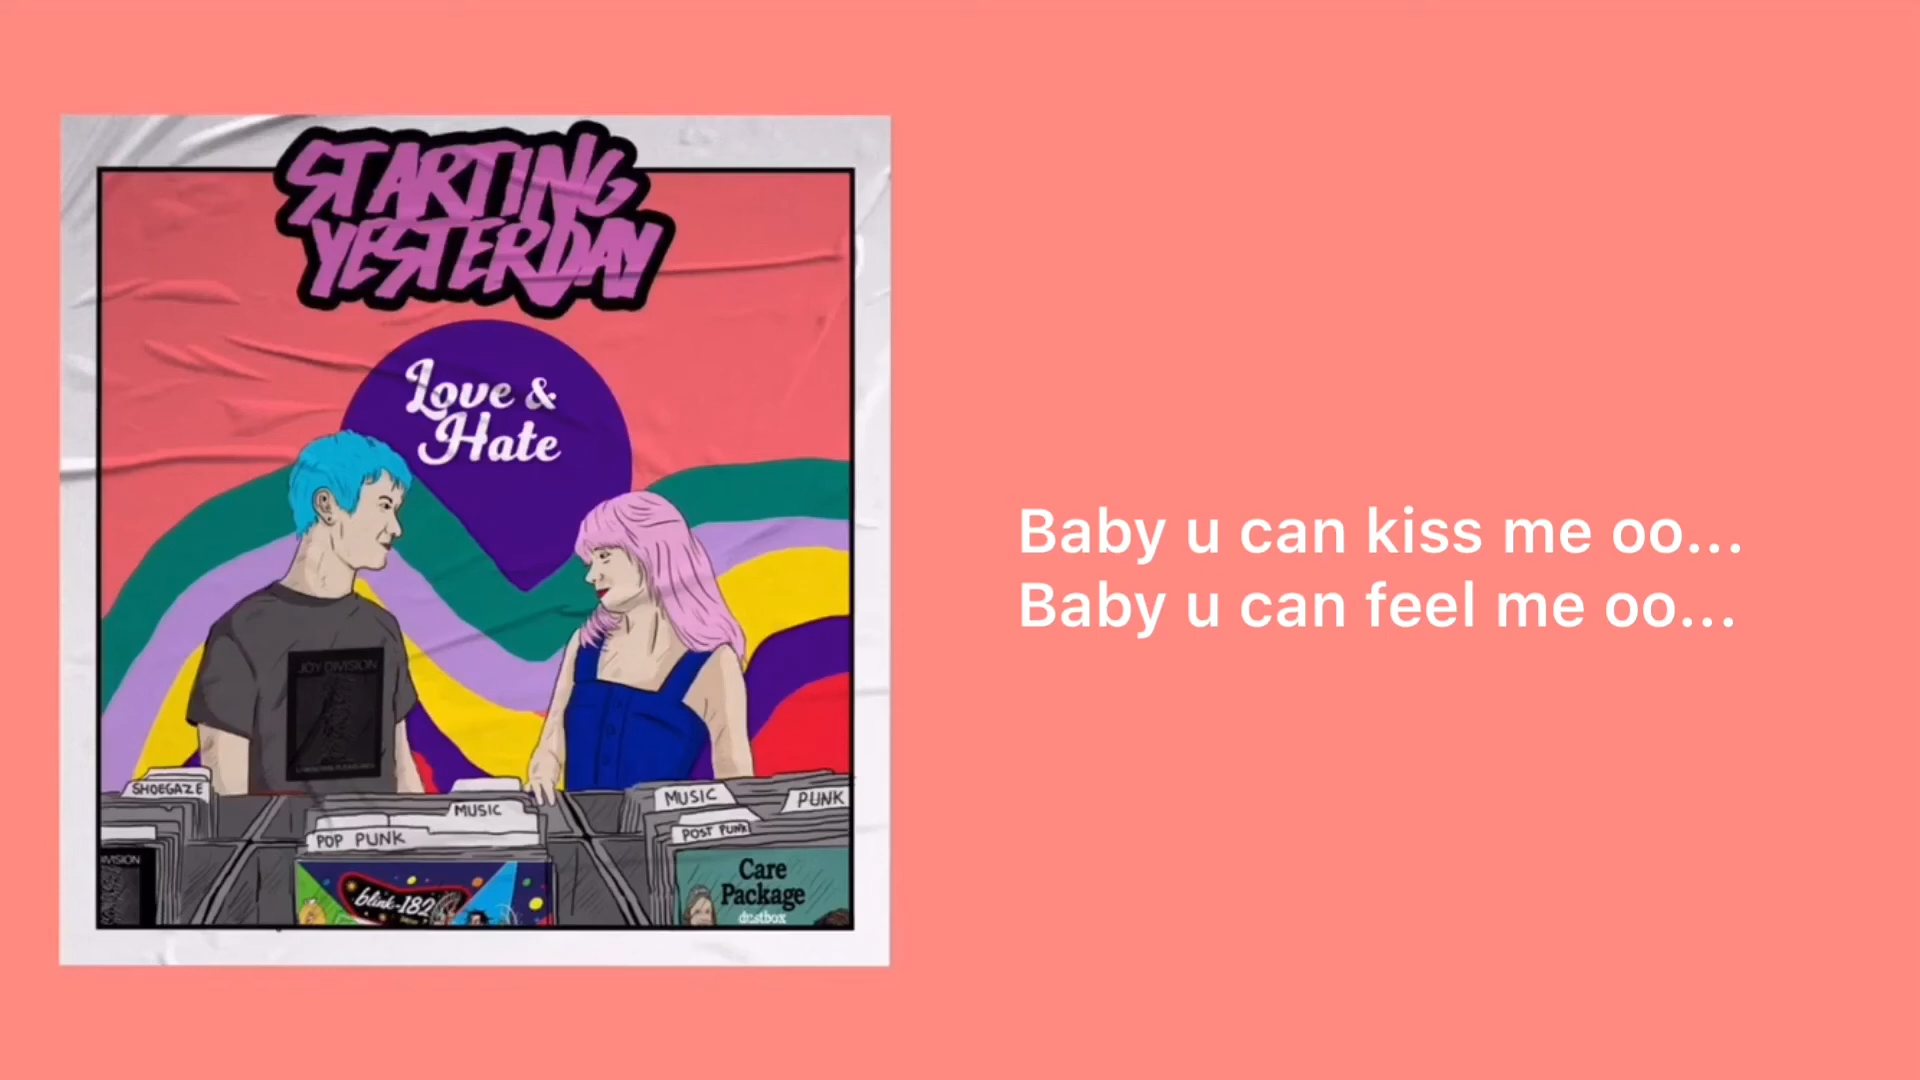 STARTING
YESTERDAY
Love &
Hate
JOY DIVISION
SHOEGAZE
MUSIC
POP PUNK
MUSIC
PUNK
POST PUNK
VISION
blink-182
Care
Package
dustbox
Baby u can kiss me oo...
Baby u can feel me oo...